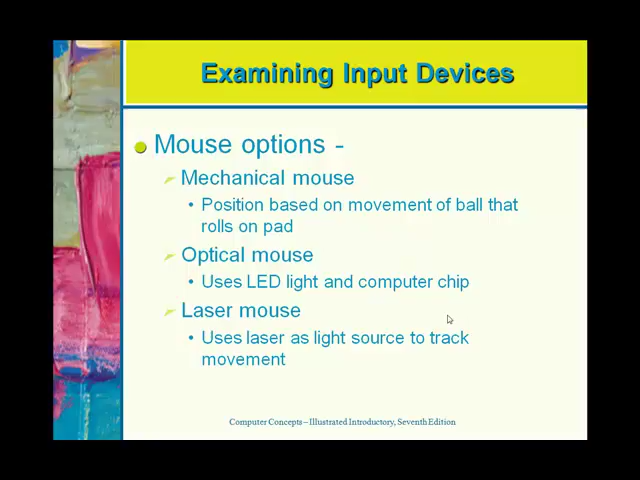 Examining Input Devices
Mouse options -
Mechanical mouse
• Position based on movement of ball that
rolls on pad
Optical mouse
• Uses LED light and computer chip
Laser mouse
• Uses laser as light source to track
movement
Computer Concepts – Illustrated Introductory, Seventh Edition